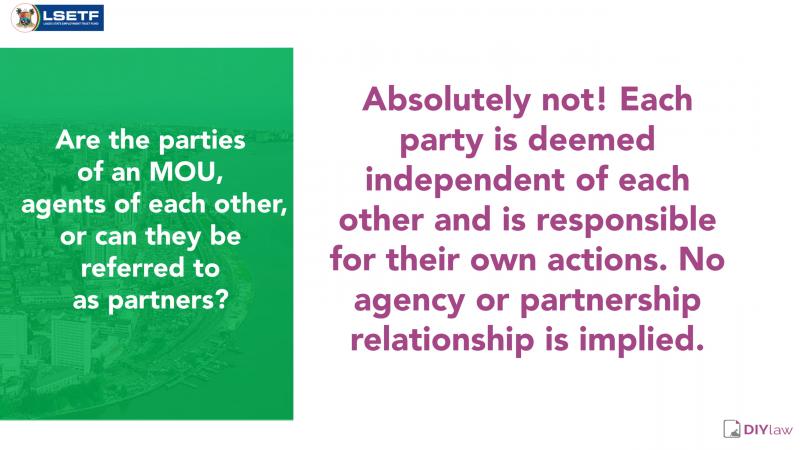 LSETF
LAGOS STATE EMPLOYMENT TRUST FUND
Are the parties
of an MOU,
agents of each other,
or can they be
referred to
as partners?
Absolutely not! Each
party is deemed
independent of each
other and is responsible
for their own actions. No
agency or partnership
relationship is implied.
DIYlaw